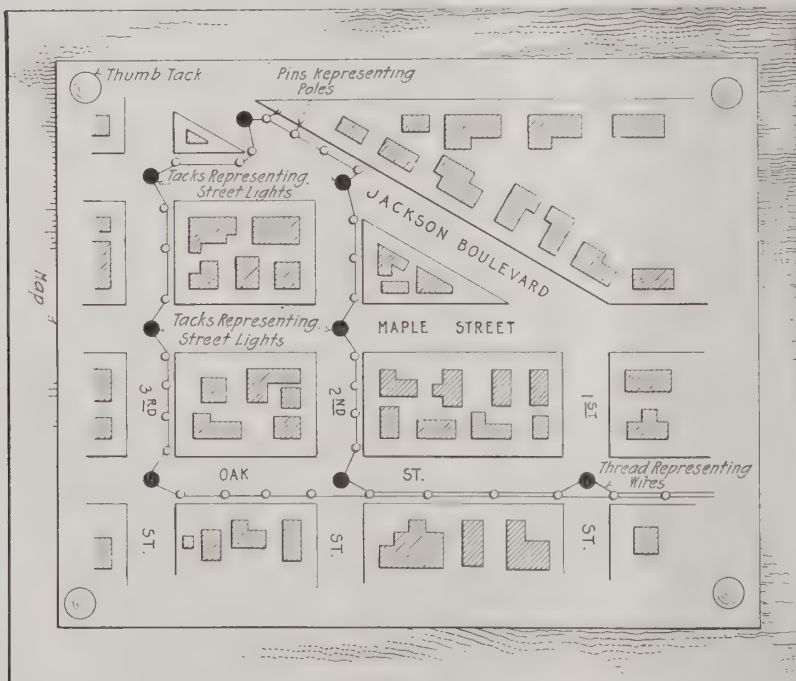 Thumb Tack
Pins Representing
Poles
Tacks Representing
Street Lights
JACKSON BOULEVARD
Map
Tacks Representing
Street Lights
MAPLE STREET
3RD
2ND
1ST
OAK
ST.
Thread Representing
Wires
ST.
ST.
ST.